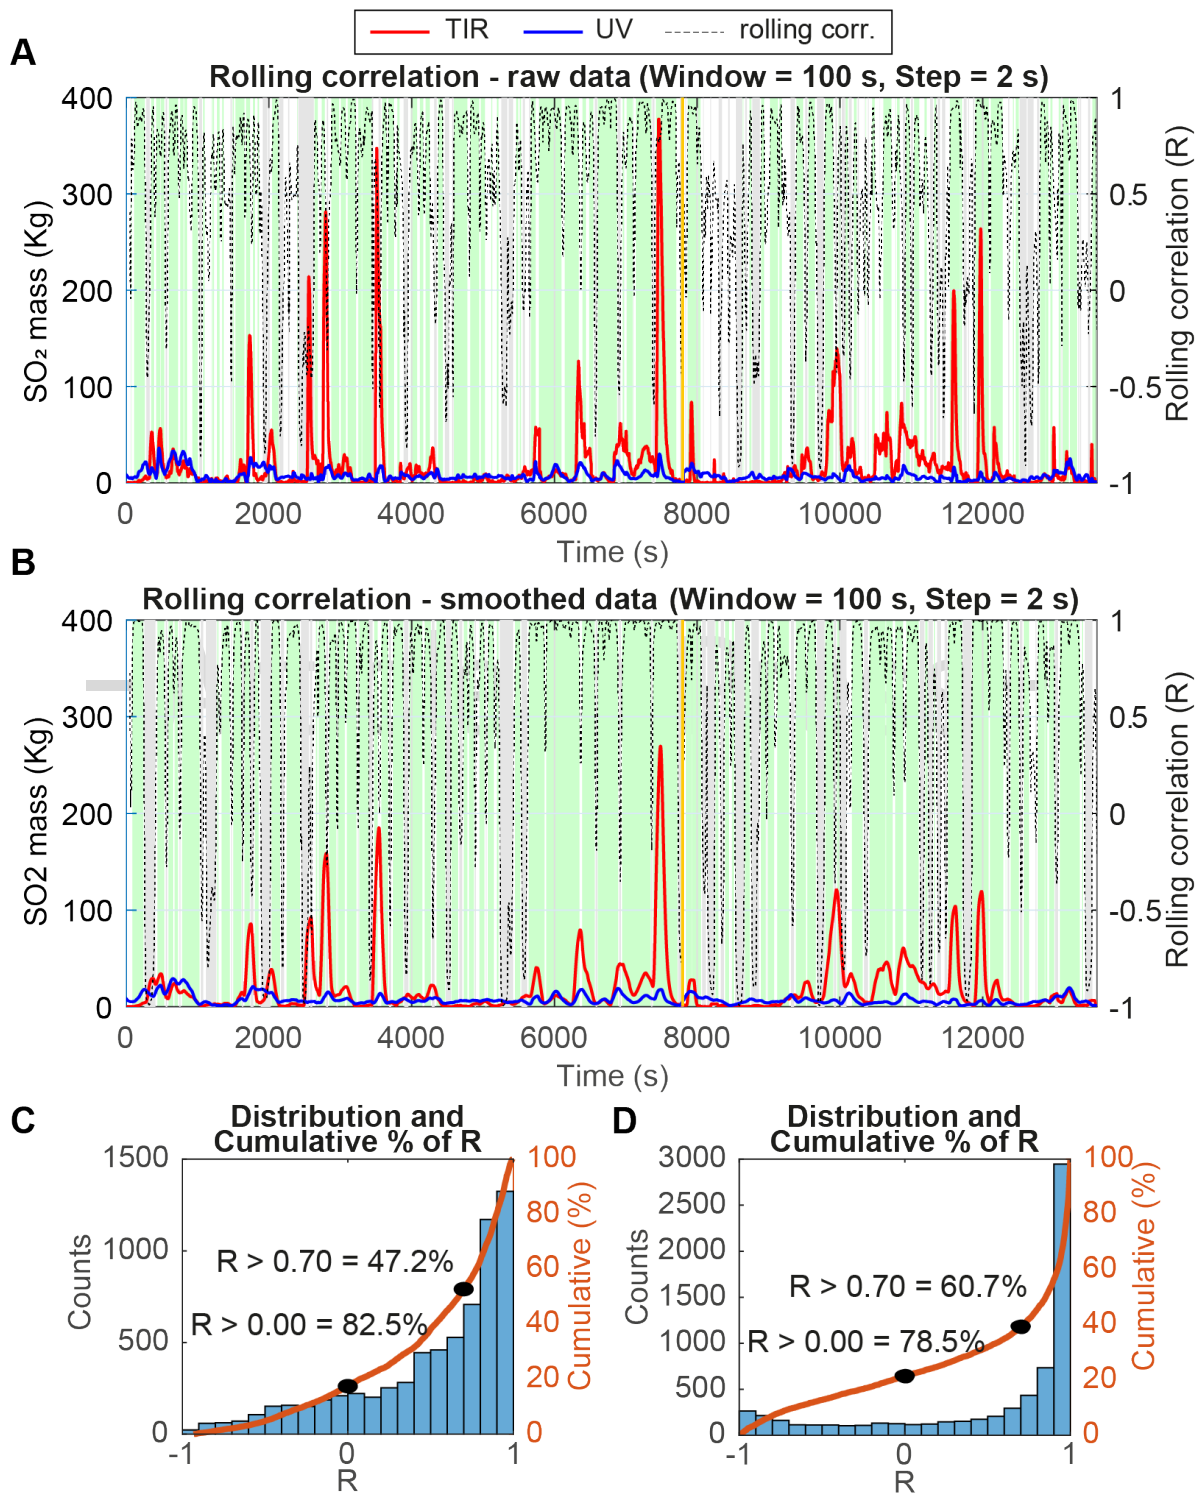 TIR UV rolling corr.
A
Rolling correlation - raw data (Window = 100 s, Step = 2 s)
400 1
300 0.5
200 0
100 -0.5
0 -1
SO₂ mass (Kg)
Rolling correlation (R)
0 2000 4000 6000 8000 10000 12000
Time (s)
B
Rolling correlation - smoothed data (Window = 100 s, Step = 2 s)
400 1
300 0.5
200 0
100 -0.5
0 -1
SO2 mass (Kg)
Rolling correlation (R)
0 2000 4000 6000 8000 10000 12000
Time (s)
C
Distribution and
Cumulative % of R
1500 100
80
1000 60
500 40
20
0 0
Counts
Cumulative (%)
R > 0.70 = 47.2%
R > 0.00 = 82.5%
-1 0 1
R
D
Distribution and
Cumulative % of R
3000 100
2500 80
2000 60
1500
1000 40
500 20
0 0
Counts
Cumulative (%)
R > 0.70 = 60.7%
R > 0.00 = 78.5%
-1 0 1
R